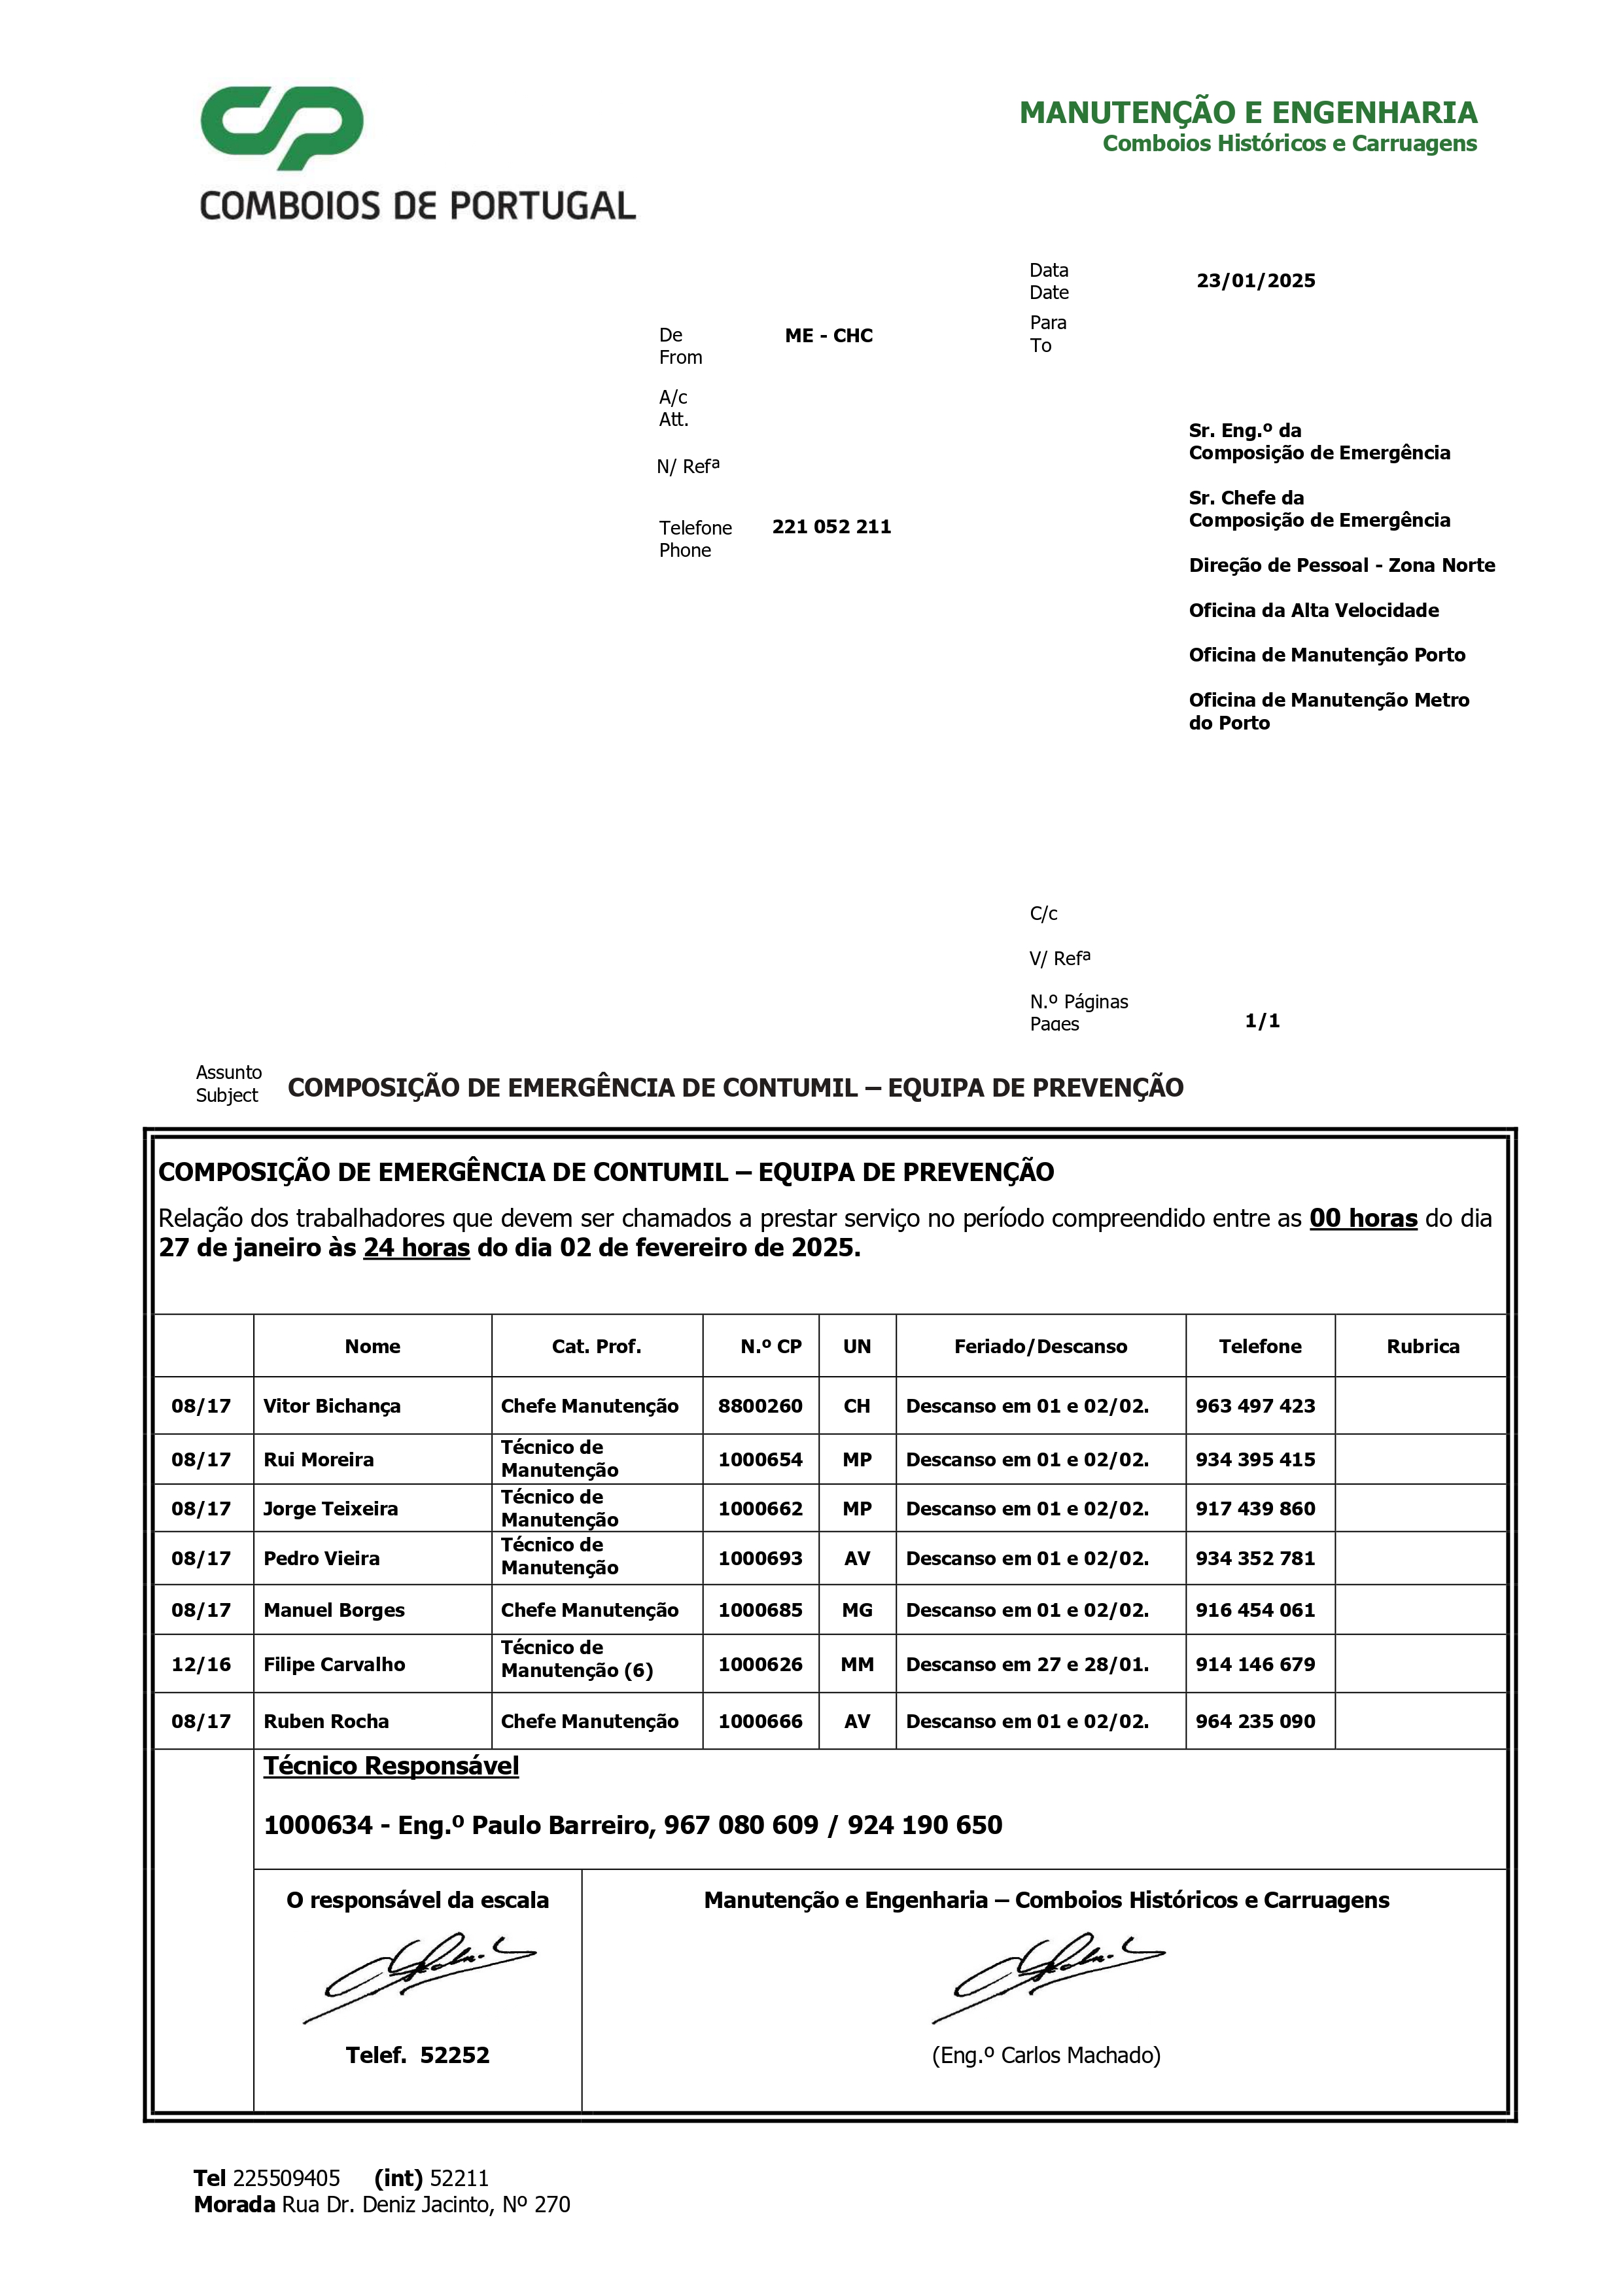 COMBOIOS DE PORTUGAL
MANUTENÇÃO E ENGENHARIA
Comboios Históricos e Carruagens
Data
Date
23/01/2025
De
From
ME - CHC
Para
To
A/c
Att.
N/ Refª
Telefone
Phone
221 052 211
Sr. Eng.º da
Composição de Emergência
Sr. Chefe da
Composição de Emergência
Direção de Pessoal - Zona Norte
Oficina da Alta Velocidade
Oficina de Manutenção Porto
Oficina de Manutenção Metro
do Porto
C/c
V/ Refª
N.º Páginas
Pages
1/1
Assunto
Subject
COMPOSIÇÃO DE EMERGÊNCIA DE CONTUMIL – EQUIPA DE PREVENÇÃO
COMPOSIÇÃO DE EMERGÊNCIA DE CONTUMIL – EQUIPA DE PREVENÇÃO
Relação dos trabalhadores que devem ser chamados a prestar serviço no período compreendido entre as 00 horas do dia
27 de janeiro às 24 horas do dia 02 de fevereiro de 2025.
Nome Cat. Prof. N.º CP UN Feriado/Descanso Telefone Rubrica
08/17 Vitor Bichança Chefe Manutenção 8800260 CH Descanso em 01 e 02/02. 963 497 423
08/17 Rui Moreira Técnico de Manutenção 1000654 MP Descanso em 01 e 02/02. 934 395 415
08/17 Jorge Teixeira Técnico de Manutenção 1000662 MP Descanso em 01 e 02/02. 917 439 860
08/17 Pedro Vieira Técnico de Manutenção 1000693 AV Descanso em 01 e 02/02. 934 352 781
08/17 Manuel Borges Chefe Manutenção 1000685 MG Descanso em 01 e 02/02. 916 454 061
12/16 Filipe Carvalho Técnico de Manutenção (6) 1000626 MM Descanso em 27 e 28/01. 914 146 679
08/17 Ruben Rocha Chefe Manutenção 1000666 AV Descanso em 01 e 02/02. 964 235 090
Técnico Responsável
1000634 - Eng.º Paulo Barreiro, 967 080 609 / 924 190 650
O responsável da escala
Telef. 52252
Manutenção e Engenharia – Comboios Históricos e Carruagens
(Eng.º Carlos Machado)
Tel 225509405 (int) 52211
Morada Rua Dr. Deniz Jacinto, Nº 270